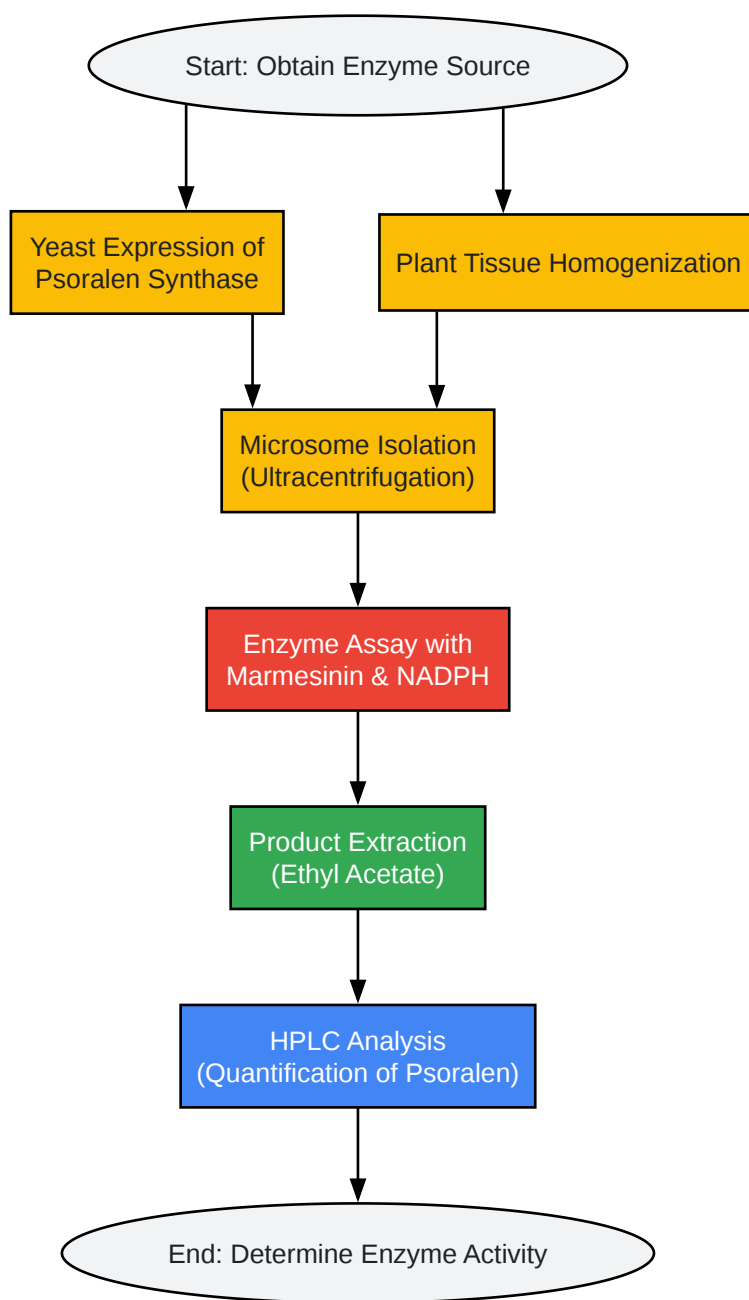 Start: Obtain Enzyme Source
Yeast Expression of
Psoralen Synthase
Plant Tissue Homogenization
Microsome Isolation
(Ultracentrifugation)
Enzyme Assay with
Marmesinin & NADPH
Product Extraction
(Ethyl Acetate)
HPLC Analysis
(Quantification of Psoralen)
End: Determine Enzyme Activity